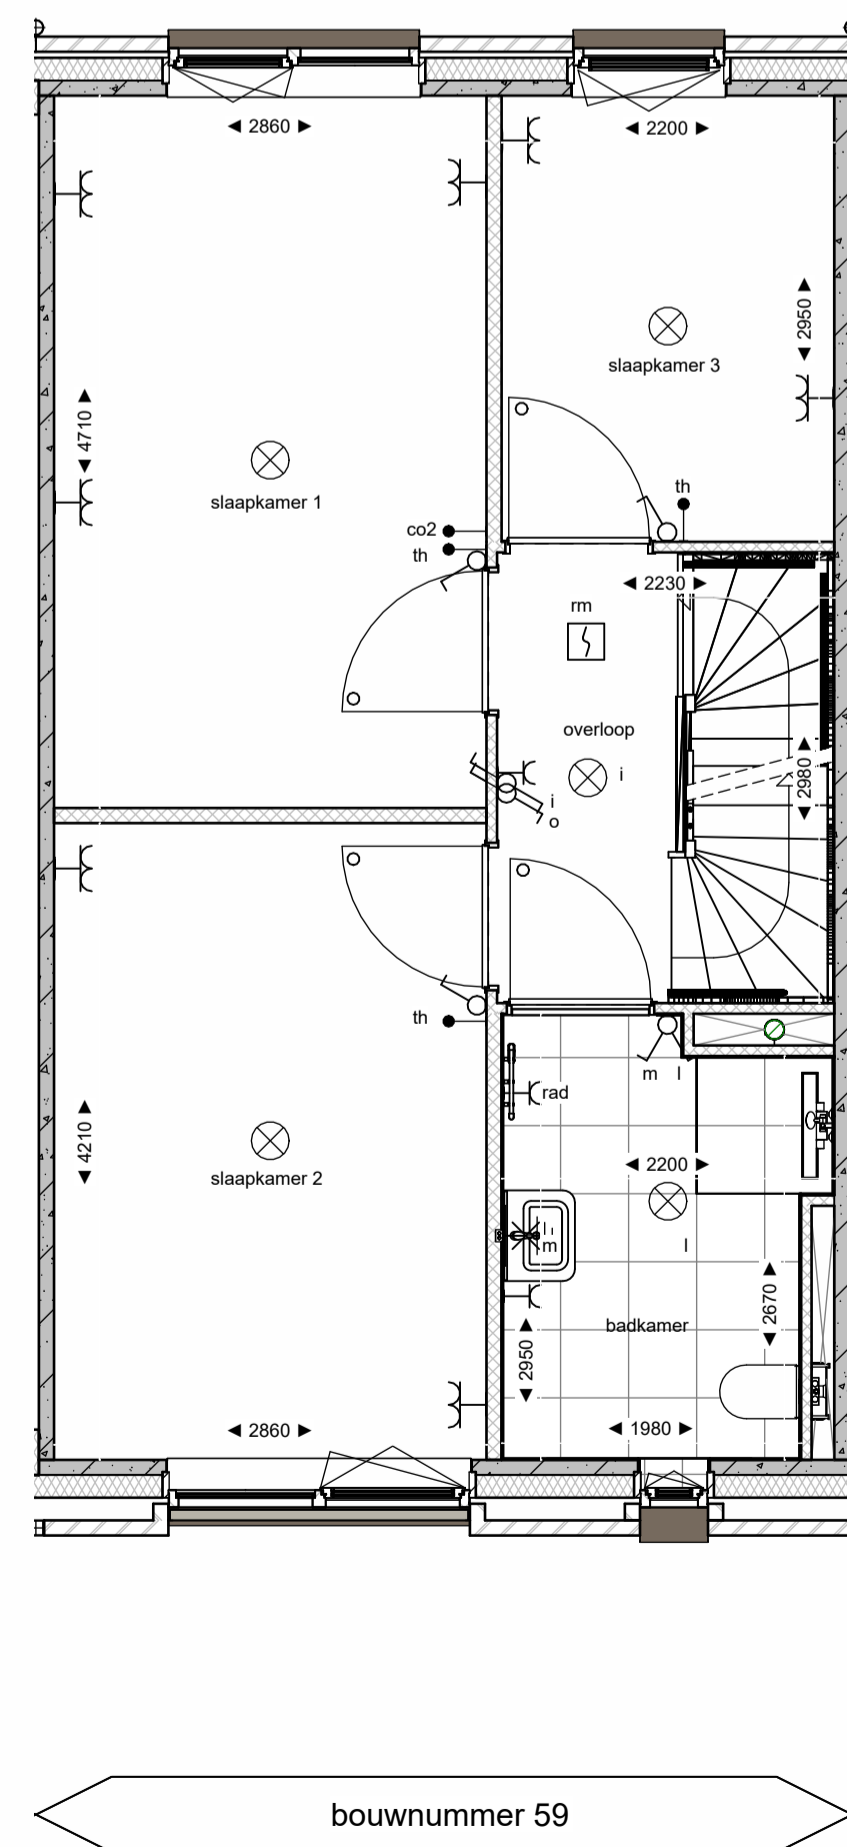 ◄ 2860 ►
◄ 2200 ►
◄ 2950 ►
slaapkamer 3
◄ 4710 ►
slaapkamer 1
th
co2
th
◄ 2230 ►
rm
overloop
i
◄ 2980 ►
i
o
th
m l
rad
◄ 4210 ►
slaapkamer 2
◄ 2200 ►
l
m
l
◄ 2670 ►
badkamer
◄ 2950 ►
◄ 2860 ►
◄ 1980 ►
bouwnummer 59